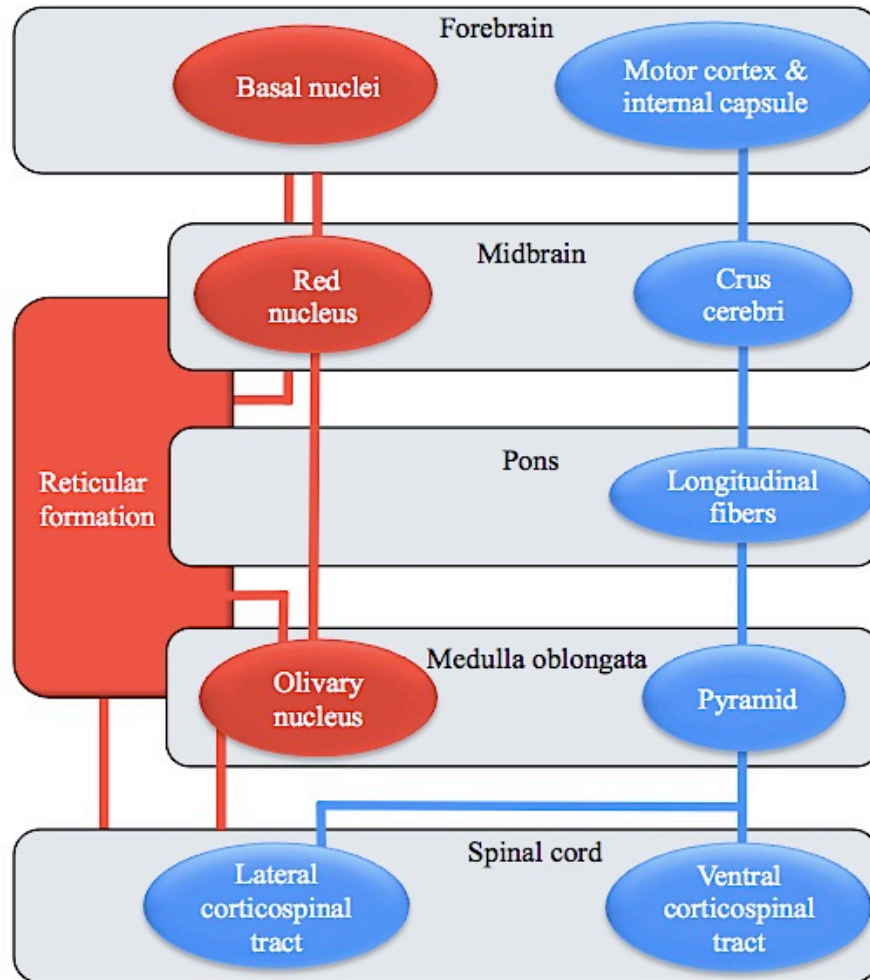 Forebrain
Basal nuclei
Motor cortex &
internal capsule
Midbrain
Red
nucleus
Crus
cerebri
Reticular
formation
Pons
Longitudinal
fibers
Medulla oblongata
Olivary
nucleus
Pyramid
Spinal cord
Lateral
corticospinal
tract
Ventral
corticospinal
tract